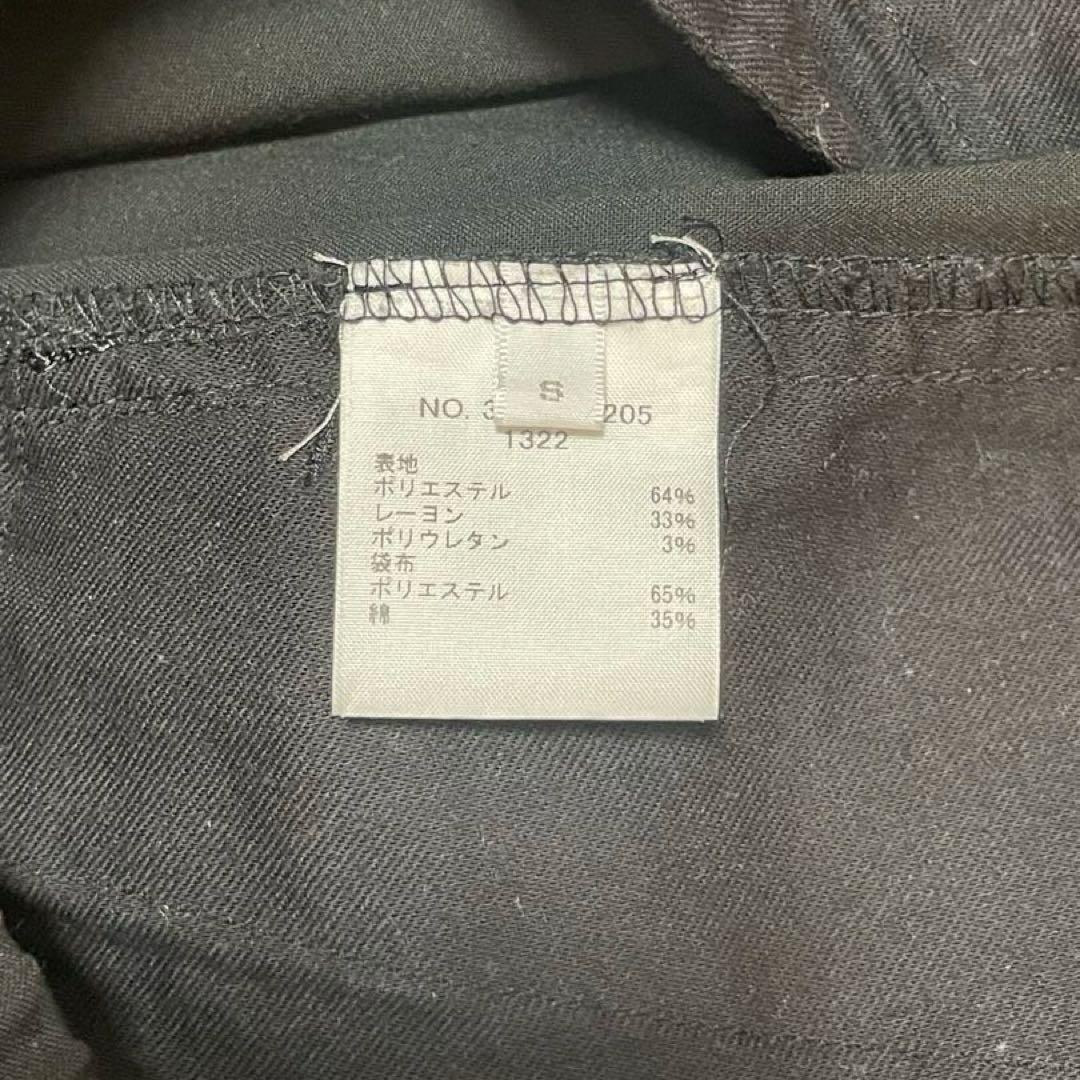 S
NO. 3 205
1322
表地
ポリエステル 64%
レーヨン 33%
ポリウレタン 3%
袋布
ポリエステル 65%
綿 35%